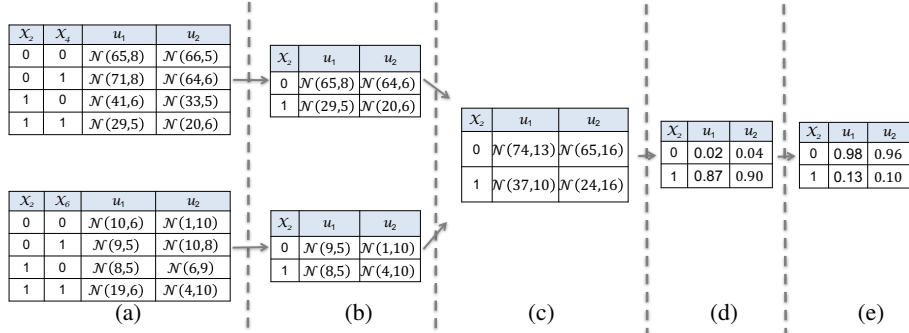 X₂ X₄ u₁ u₂
0 0 𝒩(65,8) 𝒩(66,5)
0 1 𝒩(71,8) 𝒩(64,6)
1 0 𝒩(41,6) 𝒩(33,5)
1 1 𝒩(29,5) 𝒩(20,6)
X₂ X₆ u₁ u₂
0 0 𝒩(10,6) 𝒩(1,10)
0 1 𝒩(9,5) 𝒩(10,8)
1 0 𝒩(8,5) 𝒩(6,9)
1 1 𝒩(19,6) 𝒩(4,10)
(a)
X₂ u₁ u₂
0 𝒩(65,8) 𝒩(64,6)
1 𝒩(29,5) 𝒩(20,6)
X₂ u₁ u₂
0 𝒩(9,5) 𝒩(1,10)
1 𝒩(8,5) 𝒩(4,10)
(b)
X₂ u₁ u₂
0 𝒩(74,13) 𝒩(65,16)
1 𝒩(37,10) 𝒩(24,16)
(c)
X₂ u₁ u₂
0 0.02 0.04
1 0.87 0.90
(d)
X₂ u₁ u₂
0 0.98 0.96
1 0.13 0.10
(e)